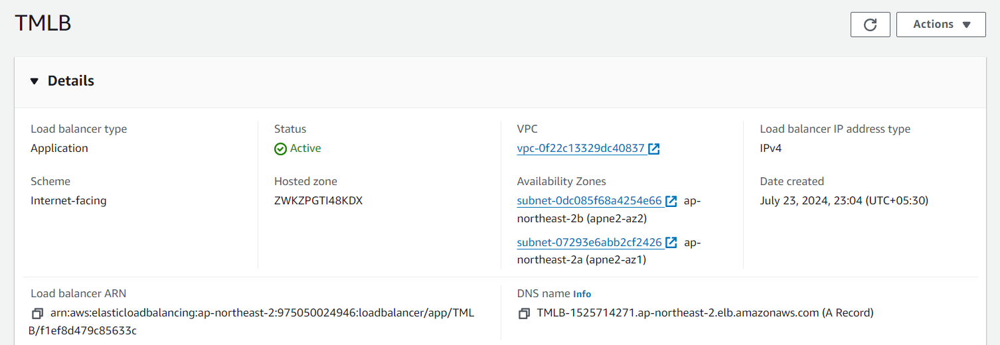 TMLB
Actions
Details
Load balancer type
Application
Status
Active
VPC
vpc-0f22c13329dc40837
Load balancer IP address type
IPv4
Scheme
Internet-facing
Hosted zone
ZWKZPGTI48KDX
Availability Zones
subnet-0dc085f68a4254e66 ap-
northeast-2b (apne2-az2)
subnet-07293e6abb2cf2426 ap-
northeast-2a (apne2-az1)
Date created
July 23, 2024, 23:04 (UTC+05:30)
Load balancer ARN
arn:aws:elasticloadbalancing:ap-northeast-2:975050024946:loadbalancer/app/TML
B/f1ef8d479c85633c
DNS name Info
TMLB-1525714271.ap-northeast-2.elb.amazonaws.com (A Record)